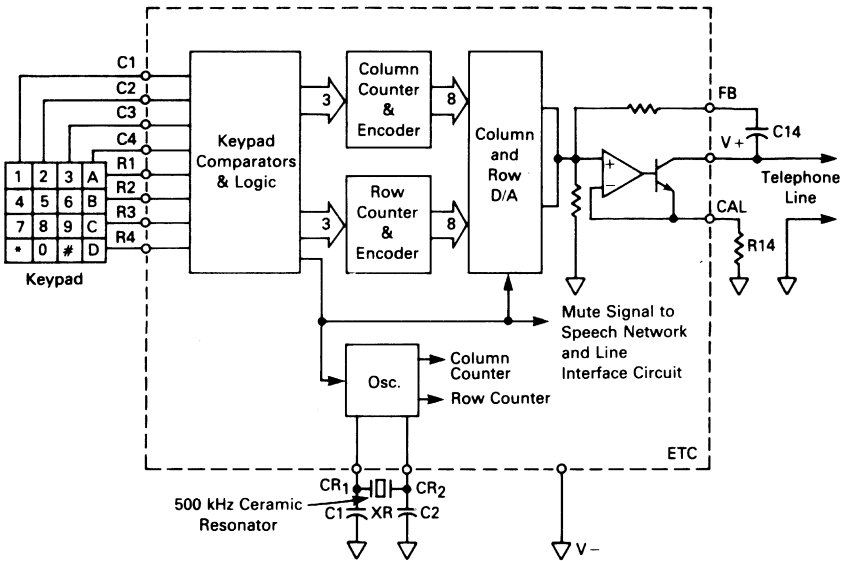 C1
C2
C3
C4
R1
R2
R3
R4
1 2 3 A
4 5 6 B
7 8 9 C
* 0 # D
Keypad
Keypad
Comparators
& Logic
3
Column
Counter
&
Encoder
8
3
Row
Counter
&
Encoder
8
Column
and
Row
D/A
+
−
FB
C14
V+
Telephone
Line
CAL
R14
Mute Signal to
Speech Network
and Line
Interface Circuit
Osc.
Column
Counter
Row Counter
ETC
CR1
CR2
500 kHz Ceramic
Resonator
C1
XR
C2
V−